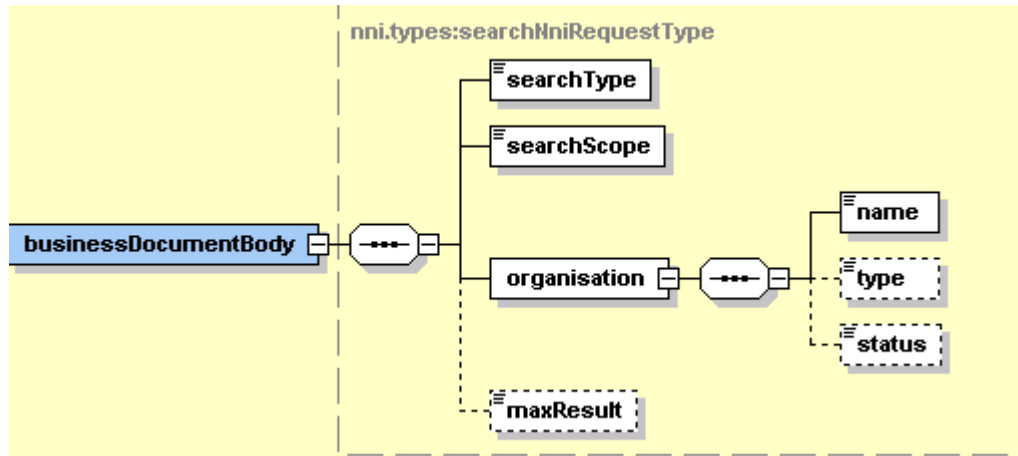 nni.types:searchNniRequestType
searchType
searchScope
businessDocumentBody
organisation
name
type
status
maxResult